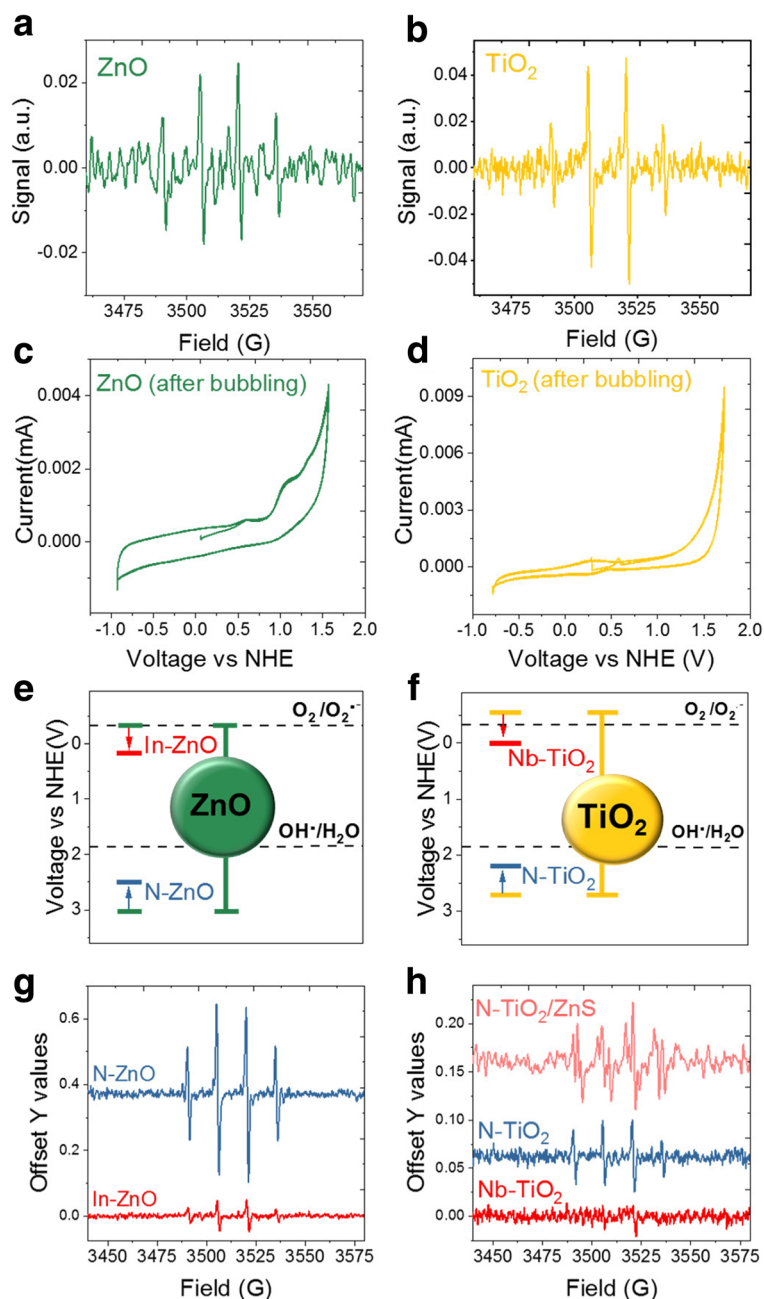 a
ZnO
Signal (a.u.)
0.02
0.00
-0.02
3475
3500
3525
3550
Field (G)
b
TiO₂
Signal (a.u.)
0.04
0.02
0.00
-0.02
-0.04
3475
3500
3525
3550
Field (G)
c
ZnO (after bubbling)
Current(mA)
0.004
0.002
0.000
-1.0 -0.5 0.0 0.5 1.0 1.5 2.0
Voltage vs NHE
d
TiO₂ (after bubbling)
Current(mA)
0.009
0.006
0.003
0.000
-1.0 -0.5 0.0 0.5 1.0 1.5 2.0
Voltage vs NHE (V)
e
Voltage vs NHE(V)
0
1
2
3
O₂/O₂•⁻
In-ZnO
ZnO
OH•/H₂O
N-ZnO
f
Voltage vs NHE(V)
0
1
2
3
O₂/O₂·⁻
Nb-TiO₂
TiO₂
OH•/H₂O
N-TiO₂
g
Offset Y values
0.6
0.4
0.2
0.0
N-ZnO
In-ZnO
3450 3475 3500 3525 3550 3575
Field (G)
h
Offset Y values
0.20
0.15
0.10
0.05
0.00
N-TiO₂/ZnS
N-TiO₂
Nb-TiO₂
3450 3475 3500 3525 3550 3575
Field (G)